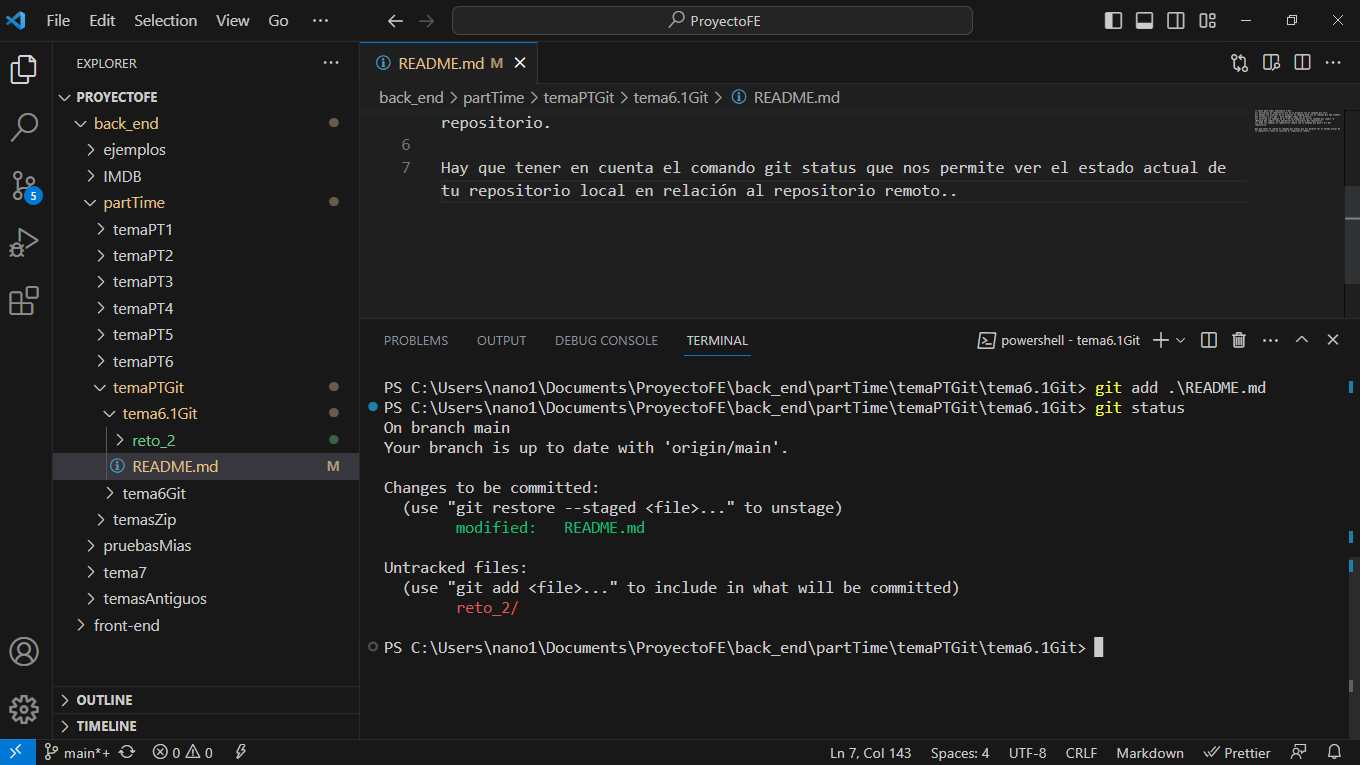 File Edit Selection View Go ··· ProyectoFE
EXPLORER ···
PROYECTOFE
back_end
ejemplos
IMDB
partTime
temaPT1
temaPT2
temaPT3
temaPT4
temaPT5
temaPT6
temaPTGit
tema6.1Git
reto_2
README.md M
tema6Git
temasZip
pruebasMias
tema7
temasAntiguos
front-end
OUTLINE
TIMELINE
5
README.md M
back_end > partTime > temaPTGit > tema6.1Git > README.md
repositorio.
6
7 Hay que tener en cuenta el comando git status que nos permite ver el estado actual de
tu repositorio local en relación al repositorio remoto..
PROBLEMS OUTPUT DEBUG CONSOLE TERMINAL powershell - tema6.1Git
PS C:\Users\nano1\Documents\ProyectoFE\back_end\partTime\temaPTGit\tema6.1Git> git add .\README.md
PS C:\Users\nano1\Documents\ProyectoFE\back_end\partTime\temaPTGit\tema6.1Git> git status
On branch main
Your branch is up to date with 'origin/main'.
Changes to be committed:
(use "git restore --staged <file>..." to unstage)
modified: README.md
Untracked files:
(use "git add <file>..." to include in what will be committed)
reto_2/
PS C:\Users\nano1\Documents\ProyectoFE\back_end\partTime\temaPTGit\tema6.1Git>
main*+ 0 0 Ln 7, Col 143 Spaces: 4 UTF-8 CRLF Markdown Prettier